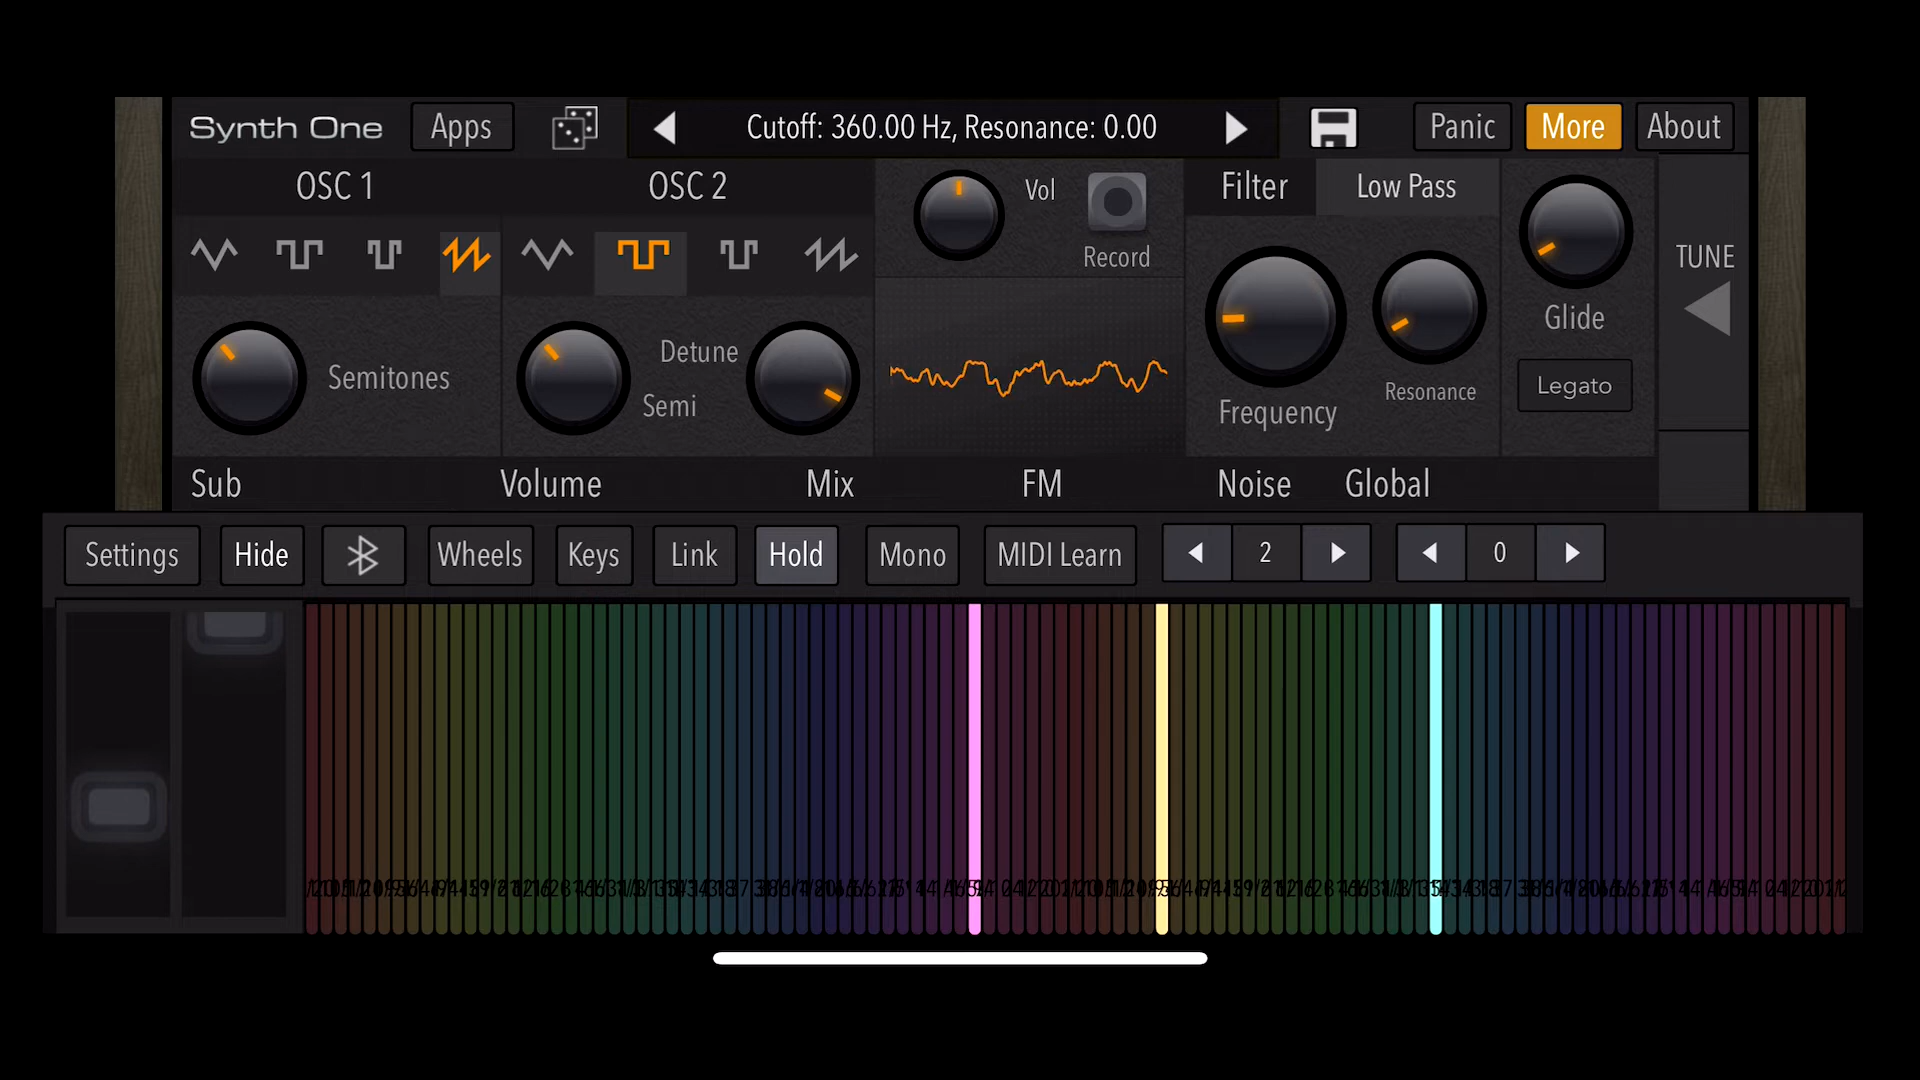 Synth One
Apps
Cutoff: 360.00 Hz, Resonance: 0.00
Panic
More
About
OSC 1
OSC 2
Vol
Record
Filter
Low Pass
TUNE
Semitones
Detune
Semi
Frequency
Resonance
Glide
Legato
Sub
Volume
Mix
FM
Noise
Global
Settings
Hide
Wheels
Keys
Link
Hold
Mono
MIDI Learn
2
0